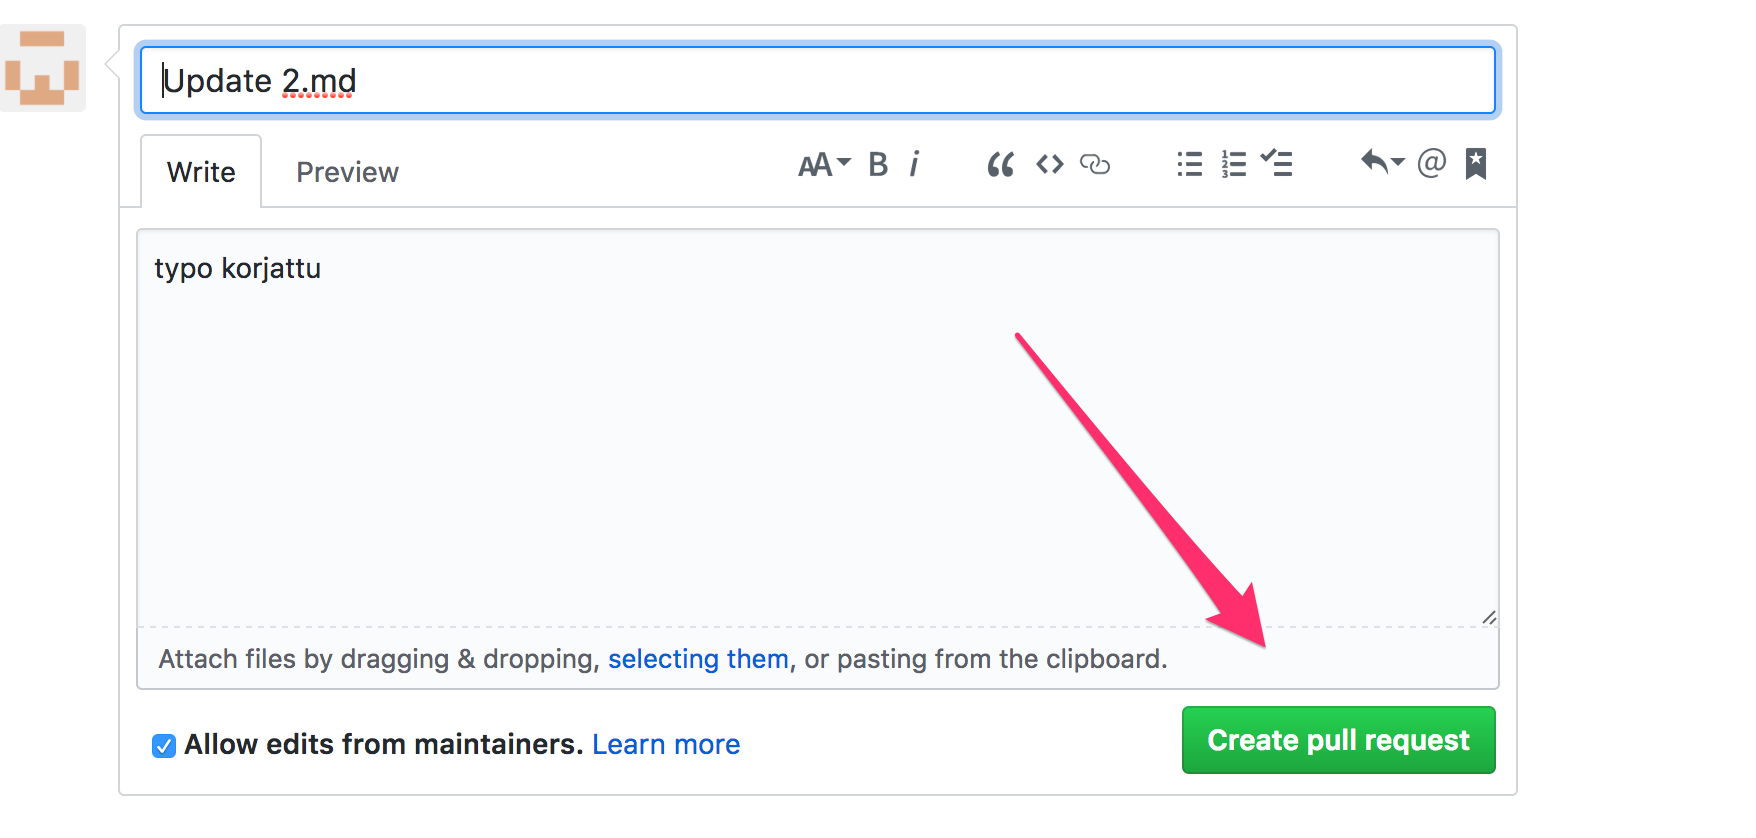 Update 2.md
Write Preview AA B i “ <> @
typo korjattu
Attach files by dragging & dropping, selecting them, or pasting from the clipboard.
Allow edits from maintainers. Learn more
Create pull request